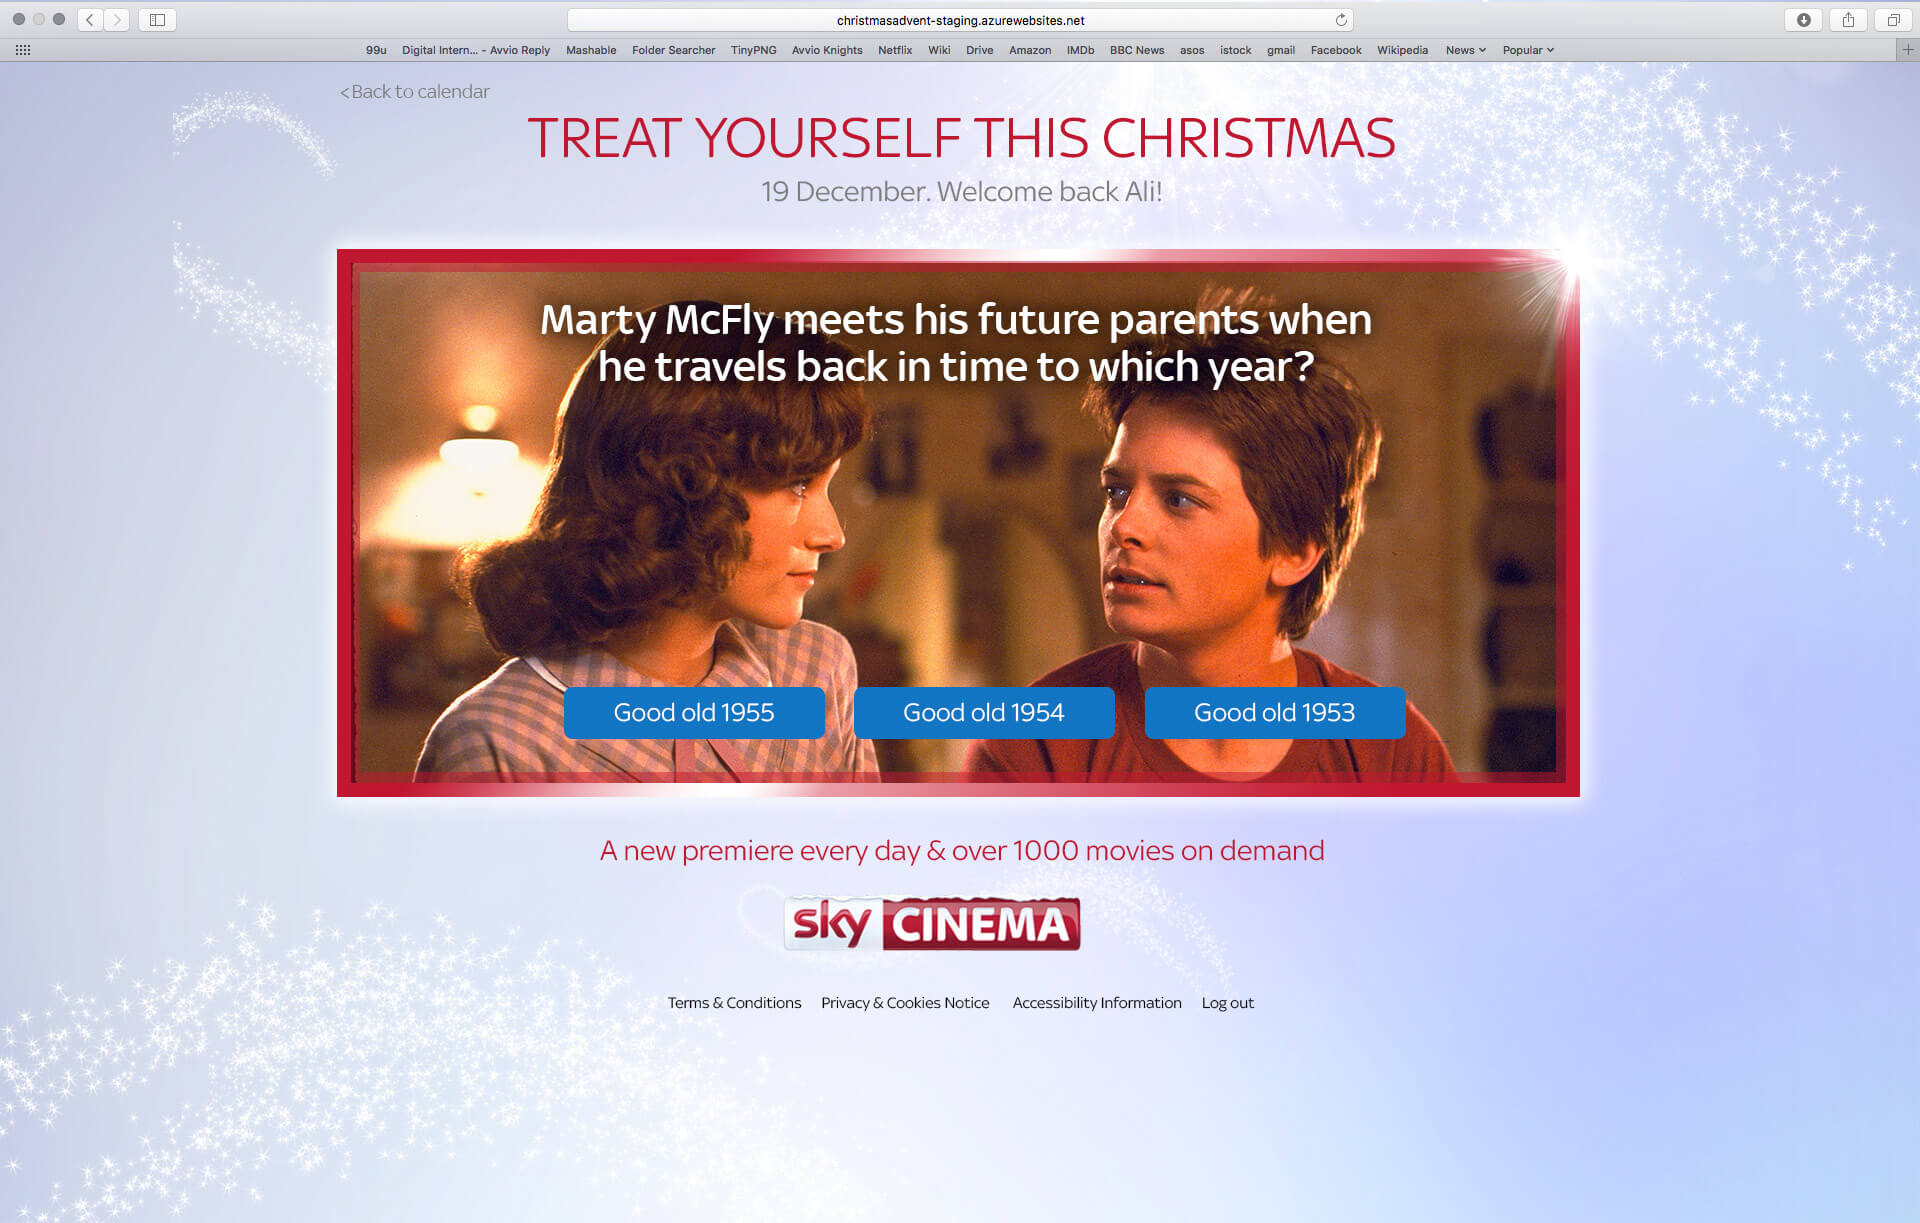 christmasadvent-staging.azurewebsites.net
99u Digital Intern... - Avvio Reply Mashable Folder Searcher TinyPNG Avvio Knights Netflix Wiki Drive Amazon IMDb BBC News asos istock gmail Facebook Wikipedia News Popular
<Back to calendar
TREAT YOURSELF THIS CHRISTMAS
19 December. Welcome back Ali!
Marty McFly meets his future parents when
he travels back in time to which year?
Good old 1955 Good old 1954 Good old 1953
A new premiere every day & over 1000 movies on demand
sky CINEMA
Terms & Conditions Privacy & Cookies Notice Accessibility Information Log out